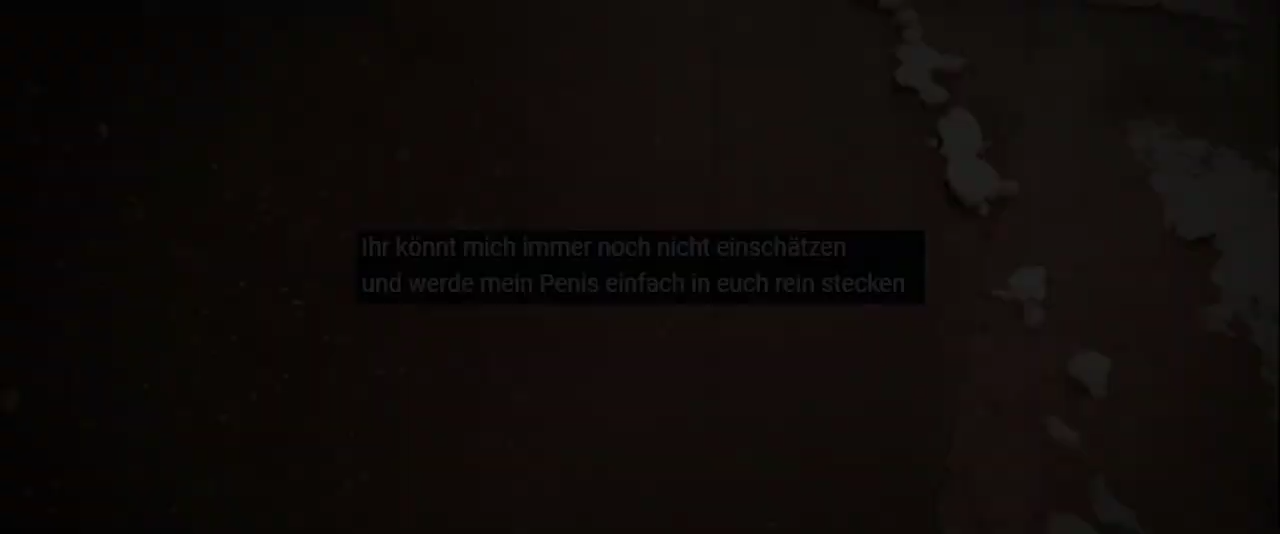 Ihr könnt mich immer noch nicht einschätzen
und werde mein Penis einfach in euch rein stecken